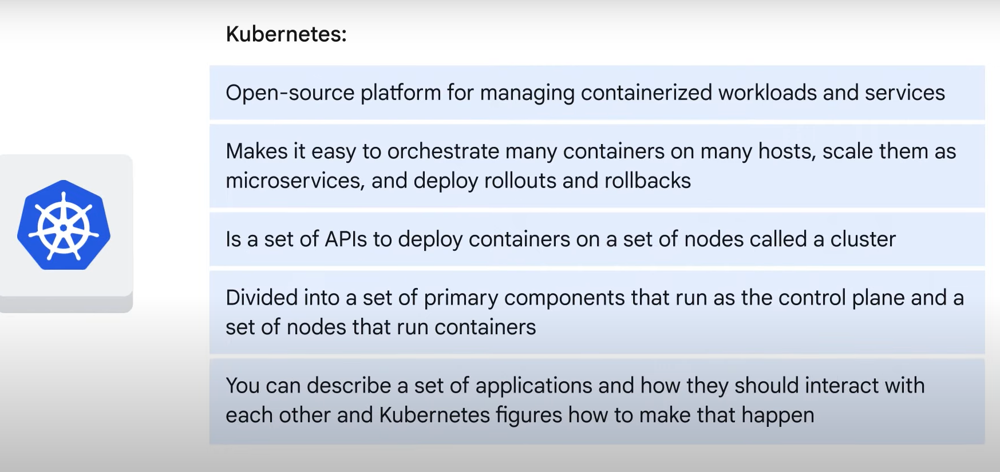 Kubernetes:
Open-source platform for managing containerized workloads and services
Makes it easy to orchestrate many containers on many hosts, scale them as
microservices, and deploy rollouts and rollbacks
Is a set of APIs to deploy containers on a set of nodes called a cluster
Divided into a set of primary components that run as the control plane and a
set of nodes that run containers
You can describe a set of applications and how they should interact with
each other and Kubernetes figures how to make that happen